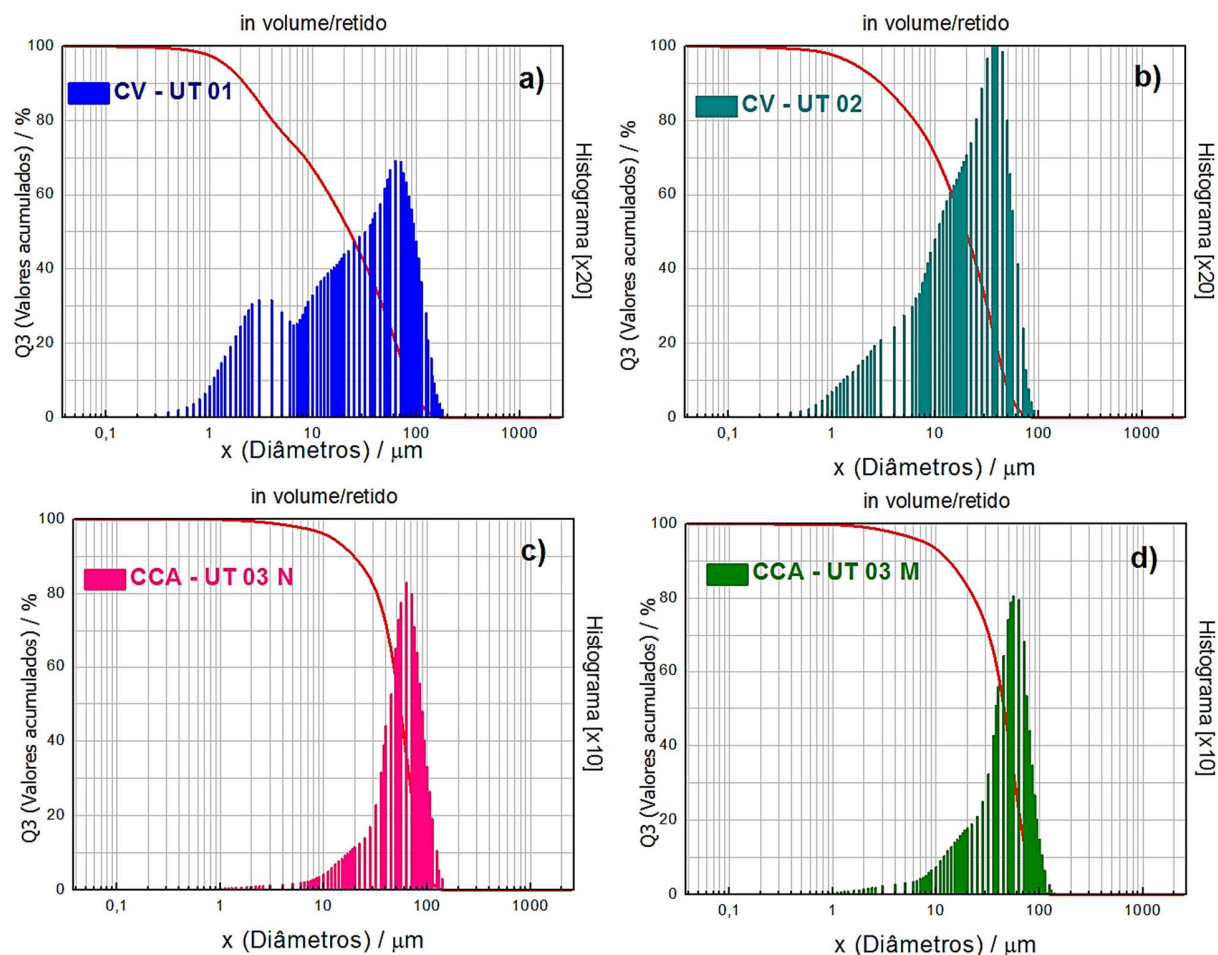 in volume/retido
a)
CV - UT 01
Q3 (Valores acumulados) / %
100
80
60
40
20
0
0,1 1 10 100 1000
x (Diâmetros) / μm
Histograma [x20]
in volume/retido
b)
CV - UT 02
Q3 (Valores acumulados) / %
100
80
60
40
20
0
0,1 1 10 100 1000
x (Diâmetros) / μm
Histograma [x20]
in volume/retido
c)
CCA - UT 03 N
Q3 (Valores acumulados) / %
100
80
60
40
20
0
0,1 1 10 100 1000
x (Diâmetros) / μm
Histograma [x10]
in volume/retido
d)
CCA - UT 03 M
Q3 (Valores acumulados) / %
100
80
60
40
20
0
0,1 1 10 100 1000
x (Diâmetros) / μm
Histograma [x10]